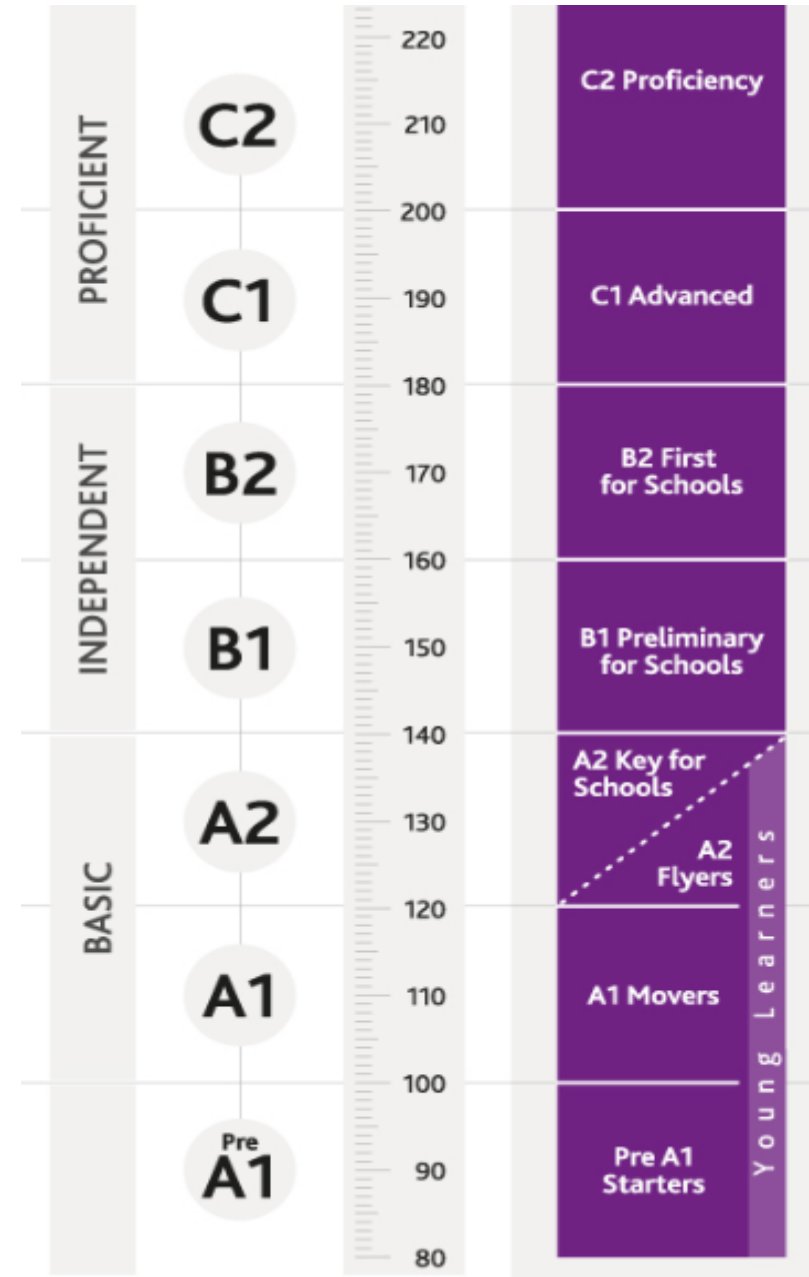 PROFICIENT
INDEPENDENT
BASIC
C2
C1
B2
B1
A2
A1
Pre
A1
220
210
200
190
180
170
160
150
140
130
120
110
100
90
80
C2 Proficiency
C1 Advanced
B2 First
for Schools
B1 Preliminary
for Schools
A2 Key for
Schools
A2
Flyers
A1 Movers
Pre A1
Starters
Young Learners